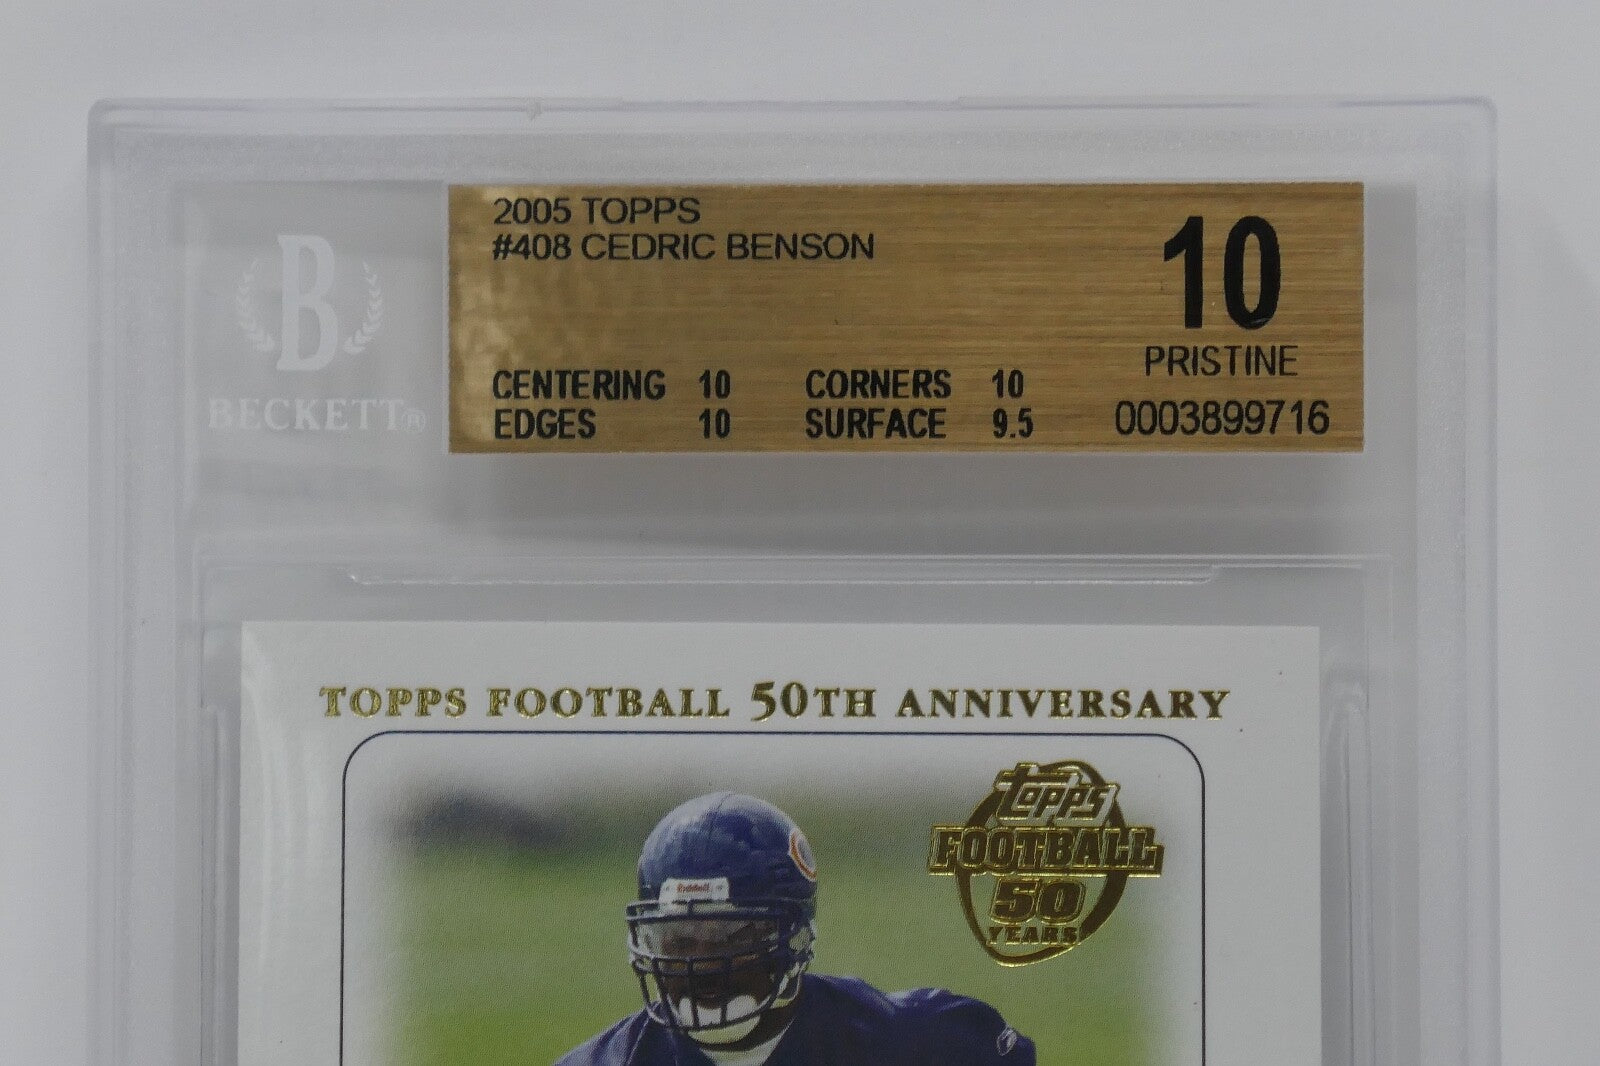 2005 TOPPS
#408 CEDRIC BENSON
10
PRISTINE
CENTERING 10 CORNERS 10
EDGES 10 SURFACE 9.5
0003899716
B
BECKETT®
TOPPS FOOTBALL 50TH ANNIVERSARY
Topps
FOOTBALL
50
YEARS
Riddell